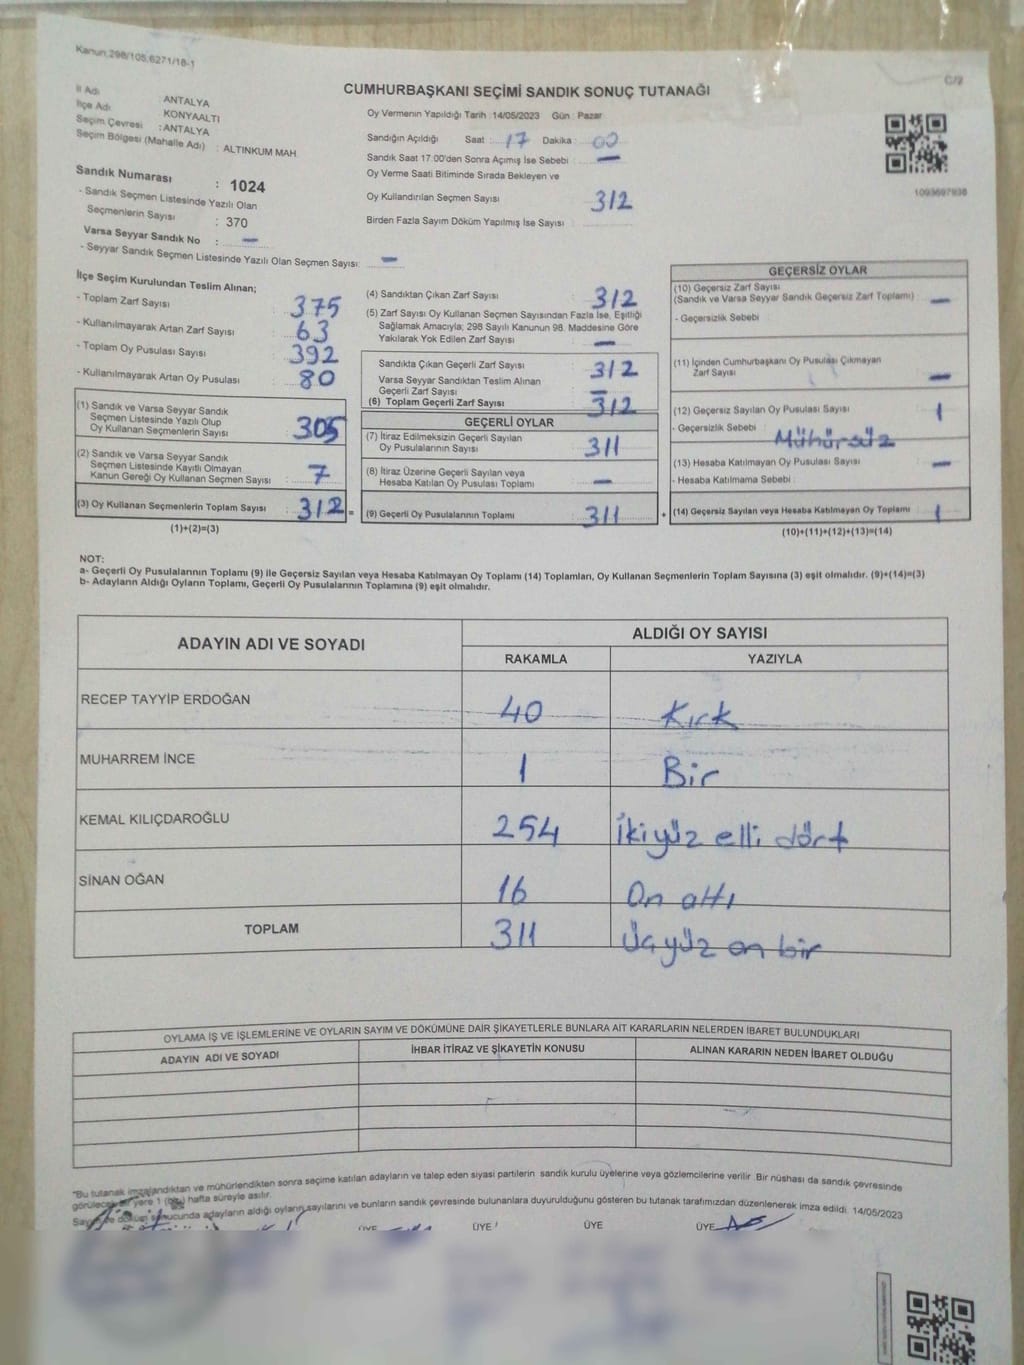 Kanun.298/105,6271/18-1
C/2
CUMHURBAŞKANI SEÇİMİ SANDIK SONUÇ TUTANAĞI
İl Adı : ANTALYA
İlçe Adı : KONYAALTI
Seçim Çevresi : ANTALYA
Seçim Bölgesi (Mahalle Adı) : ALTINKUM MAH.
Sandık Numarası : 1024
- Sandık Seçmen Listesinde Yazılı Olan
Seçmenlerin Sayısı : 370
Varsa Seyyar Sandık No : —
- Seyyar Sandık Seçmen Listesinde Yazılı Olan Seçmen Sayısı: —
Oy Vermenin Yapıldığı Tarih : 14/05/2023 Gün : Pazar
Sandığın Açıldığı Saat : 17 Dakika : 00
Sandık Saat 17:00'den Sonra Açımış İse Sebebi : —
Oy Verme Saati Bitiminde Sırada Bekleyen ve
Oy Kullandırılan Seçmen Sayısı : 312
Birden Fazla Sayım Döküm Yapılmış İse Sayısı :
1093697938
İlçe Seçim Kurulundan Teslim Alınan;
- Toplam Zarf Sayısı : 375
- Kullanılmayarak Artan Zarf Sayısı : 63
- Toplam Oy Pusulası Sayısı : 392
- Kullanılmayarak Artan Oy Pusulası : 80
(1) Sandık ve Varsa Seyyar Sandık
Seçmen Listesinde Yazılı Olup
Oy Kullanan Seçmenlerin Sayısı : 305
(2) Sandık ve Varsa Seyyar Sandık
Seçmen Listesinde Kayıtlı Olmayan
Kanun Gereği Oy Kullanan Seçmen Sayısı : 7
(3) Oy Kullanan Seçmenlerin Toplam Sayısı : 312 =
(1)+(2)=(3)
(4) Sandıktan Çıkan Zarf Sayısı : 312
(5) Zarf Sayısı Oy Kullanan Seçmen Sayısından Fazla İse, Eşitliği
Sağlamak Amacıyla; 298 Sayılı Kanunun 98. Maddesine Göre
Yakılarak Yok Edilen Zarf Sayısı : —
Sandıkta Çıkan Geçerli Zarf Sayısı : 312
Varsa Seyyar Sandıktan Teslim Alınan
Geçerli Zarf Sayısı : —
(6) Toplam Geçerli Zarf Sayısı : 312
GEÇERLİ OYLAR
(7) İtiraz Edilmeksizin Geçerli Sayılan
Oy Pusulalarının Sayısı : 311
(8) İtiraz Üzerine Geçerli Sayılan veya
Hesaba Katılan Oy Pusulası Toplamı : —
(9) Geçerli Oy Pusulalarının Toplamı : 311 +
GEÇERSİZ OYLAR
(10) Geçersiz Zarf Sayısı
(Sandık ve Varsa Seyyar Sandık Geçersiz Zarf Toplamı) : —
- Geçersizlik Sebebi :
(11) İçinden Cumhurbaşkanı Oy Pusulası Çıkmayan
Zarf Sayısı : —
(12) Geçersiz Sayılan Oy Pusulası Sayısı : 1
- Geçersizlik Sebebi : Mühürsüz
(13) Hesaba Katılmayan Oy Pusulası Sayısı : —
- Hesaba Katılmama Sebebi :
(14) Geçersiz Sayılan veya Hesaba Katılmayan Oy Toplamı : 1
(10)+(11)+(12)+(13)=(14)
NOT:
a- Geçerli Oy Pusulalarının Toplamı (9) ile Geçersiz Sayılan veya Hesaba Katılmayan Oy Toplamı (14) Toplamları, Oy Kullanan Seçmenlerin Toplam Sayısına (3) eşit olmalıdır. (9)+(14)=(3)
b- Adayların Aldığı Oyların Toplamı, Geçerli Oy Pusulalarının Toplamına (9) eşit olmalıdır.
ADAYIN ADI VE SOYADI
ALDIĞI OY SAYISI
RAKAMLA YAZIYLA
RECEP TAYYİP ERDOĞAN 40 Kırk
MUHARREM İNCE 1 Bir
KEMAL KILIÇDAROĞLU 254 İkiyüz elli dört
SİNAN OĞAN 16 On altı
TOPLAM 311 Üçyüz on bir
OYLAMA İŞ VE İŞLEMLERİNE VE OYLARIN SAYIM VE DÖKÜMÜNE DAİR ŞİKAYETLERLE BUNLARA AİT KARARLARIN NELERDEN İBARET BULUNDUKLARI
ADAYIN ADI VE SOYADI İHBAR İTİRAZ VE ŞİKAYETİN KONUSU ALINAN KARARIN NEDEN İBARET OLDUĞU
"Bu tutanak imzalandıktan ve mühürlendikten sonra seçime katılan adayların ve talep eden siyasi partilerin sandık kurulu üyelerine veya gözlemcilerine verilir. Bir nüshası da sandık çevresinde
görülecek bir yere 1 (bir) hafta süreyle asılır.
Sayım ve döküm sonucunda adayların aldığı oyların sayılarını ve bunların sandık çevresinde bulunanlara duyurulduğunu gösteren bu tutanak tarafımızdan düzenlenerek imza edildi. 14/05/2023
ÜYE ÜYE ÜYE ÜYE